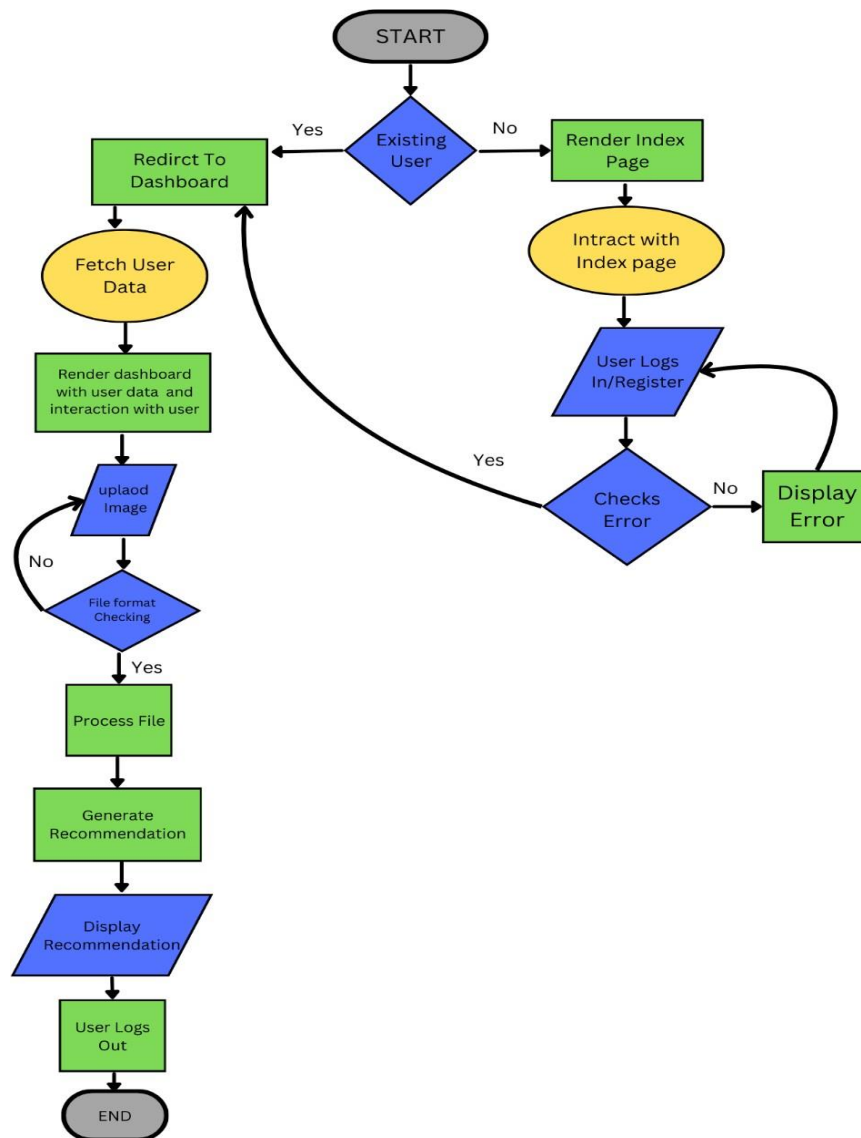 START
Yes
Existing
User
No
Redirct To
Dashboard
Render Index
Page
Fetch User
Data
Intract with
Index page
Render dashboard
with user data and
interaction with user
User Logs
In/Register
Yes
Checks
Error
No
Display
Error
uplaod
Image
No
File format
Checking
Yes
Process File
Generate
Recommendation
Display
Recommendation
User Logs
Out
END